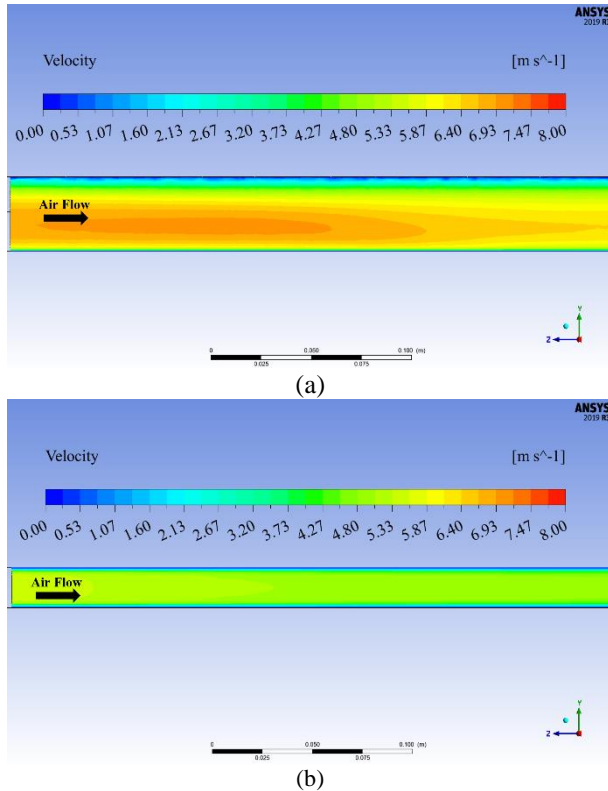 ANSYS
2019 R
Velocity [m s^-1]
0.00 0.53 1.07 1.60 2.13 2.67 3.20 3.73 4.27 4.80 5.33 5.87 6.40 6.93 7.47 8.00
Air Flow
Y
Z
0 0.050 0.100 (m)
0.025 0.075
(a)
ANSYS
2019 R
Velocity [m s^-1]
0.00 0.53 1.07 1.60 2.13 2.67 3.20 3.73 4.27 4.80 5.33 5.87 6.40 6.93 7.47 8.00
Air Flow
Y
Z
0 0.050 0.100 (m)
0.025 0.075
(b)